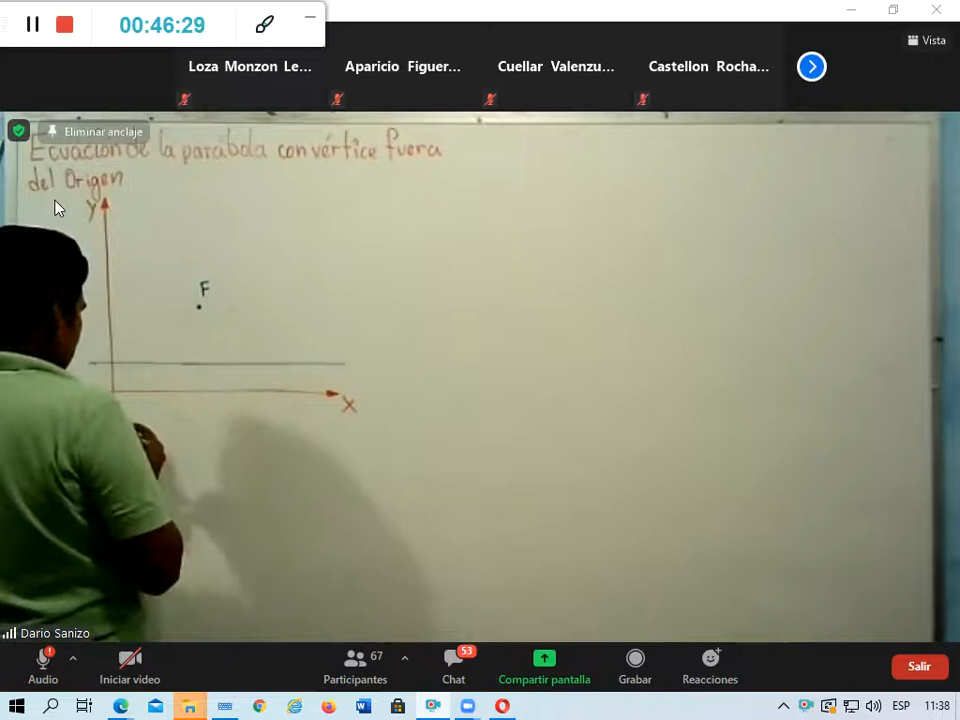 00:46:29
Vista
Loza Monzon Le...
Aparicio Figuer...
Cuellar Valenzu...
Castellon Rocha...
Eliminar anclaje
Ecuación de la parábola con vértice fuera
del Origen
Y
F
X
Dario Sanizo
Audio
Iniciar video
67
Participantes
53
Chat
Compartir pantalla
Grabar
Reacciones
Salir
ESP
11:38